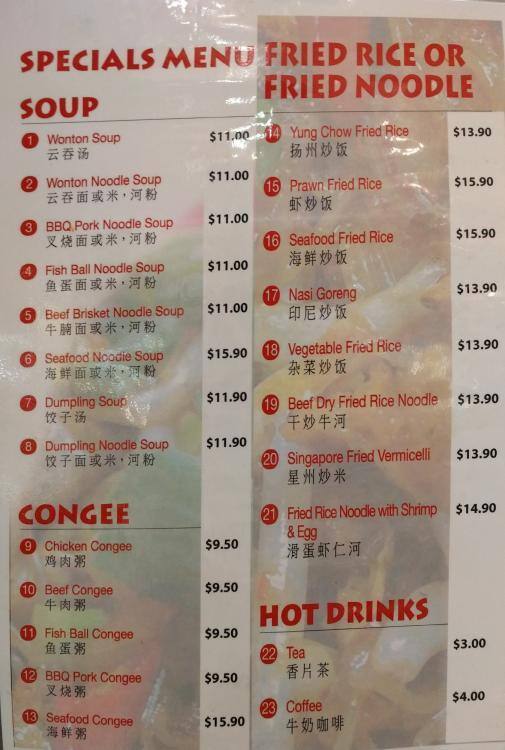 SPECIALS MENU
SOUP
1 Wonton Soup $11.00
云吞汤
2 Wonton Noodle Soup $11.00
云吞面或米，河粉
3 BBQ Pork Noodle Soup $11.00
叉烧面或米，河粉
4 Fish Ball Noodle Soup $11.00
鱼蛋面或米，河粉
5 Beef Brisket Noodle Soup $11.00
牛腩面或米，河粉
6 Seafood Noodle Soup $15.90
海鲜面或米，河粉
7 Dumpling Soup $11.90
饺子汤
8 Dumpling Noodle Soup $11.90
饺子面或米，河粉
CONGEE
9 Chicken Congee $9.50
鸡肉粥
10 Beef Congee $9.50
牛肉粥
11 Fish Ball Congee $9.50
鱼蛋粥
12 BBQ Pork Congee $9.50
叉烧粥
13 Seafood Congee $15.90
海鲜粥
FRIED RICE OR
FRIED NOODLE
14 Yung Chow Fried Rice $13.90
扬州炒饭
15 Prawn Fried Rice $15.90
虾炒饭
16 Seafood Fried Rice $15.90
海鲜炒饭
17 Nasi Goreng $13.90
印尼炒饭
18 Vegetable Fried Rice $13.90
杂菜炒饭
19 Beef Dry Fried Rice Noodle $13.90
干炒牛河
20 Singapore Fried Vermicelli $13.90
星州炒米
21 Fried Rice Noodle with Shrimp $14.90
& Egg
滑蛋虾仁河
HOT DRINKS
22 Tea $3.00
香片茶
23 Coffee $4.00
牛奶咖啡